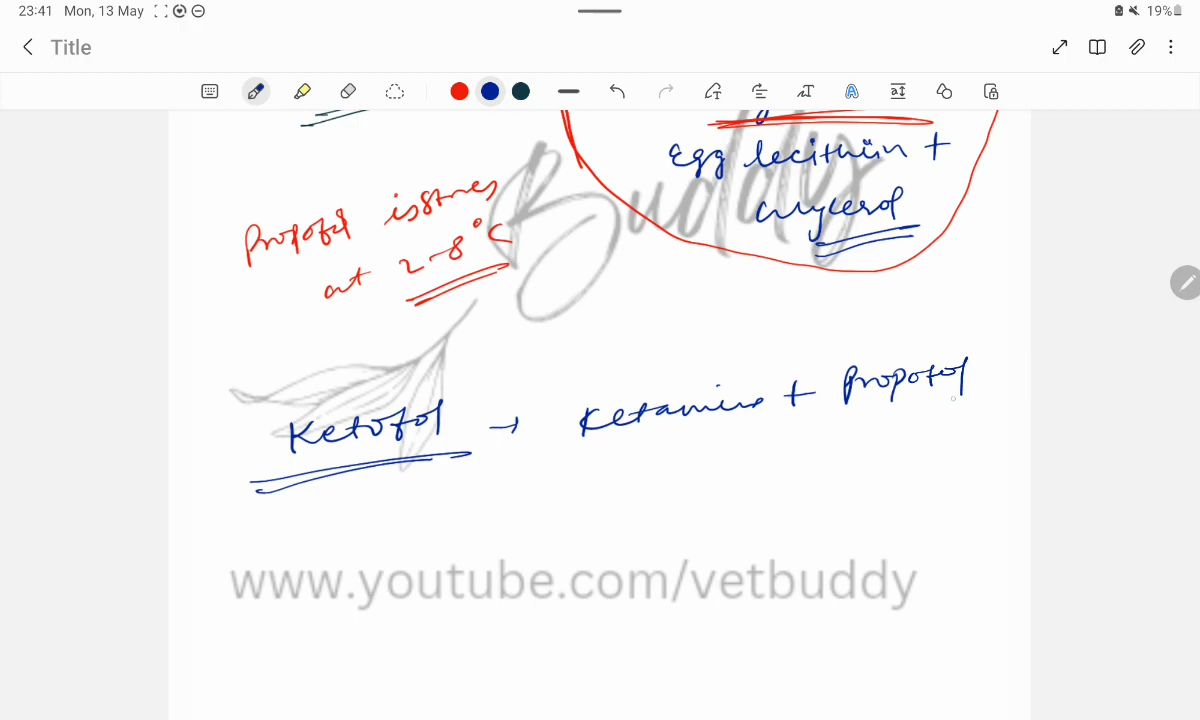 23:41 Mon, 13 May 19%
Title
Buddy
Egg lecithin +
Glycerol
Propofol is stores
at 2-8°C
Ketofol → Ketamine + Propofol
www.youtube.com/vetbuddy